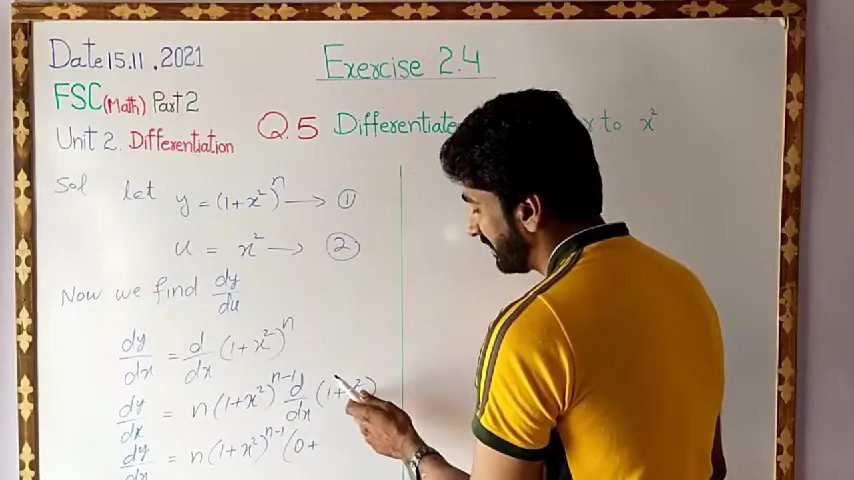 Date 15.11.2021
Exercise 2.4
FSC (Math) Part 2
Unit 2. Differentiation
Q.5 Differentiate to x²
Sol let y = (1+x²)ⁿ → ①
u = x² → ②
Now we find dy/du
dy/dx = d/dx (1+x²)ⁿ
dy/dx = n(1+x²)ⁿ⁻¹ d/dx (1+x²)
dy/dx = n(1+x²)ⁿ⁻¹ (0+